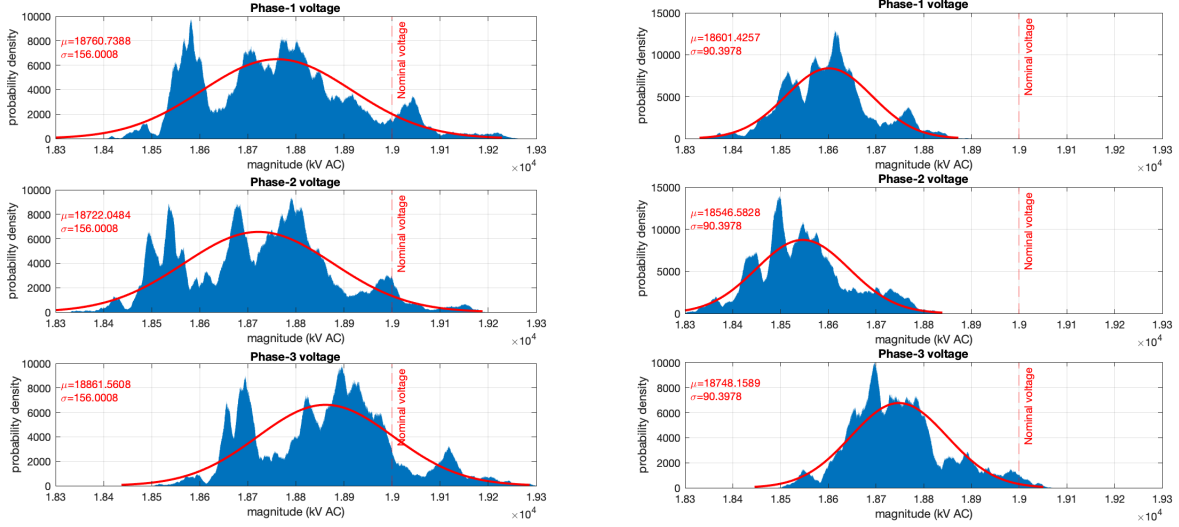 Phase-1 voltage
10000
8000
6000
4000
2000
0
probability density
μ=18760.7388
σ=156.0008
Nominal voltage
1.83 1.84 1.85 1.86 1.87 1.88 1.89 1.9 1.91 1.92 1.93
magnitude (kV AC)
×10⁴
Phase-2 voltage
10000
8000
6000
4000
2000
0
probability density
μ=18722.0484
σ=156.0008
Nominal voltage
1.83 1.84 1.85 1.86 1.87 1.88 1.89 1.9 1.91 1.92 1.93
magnitude (kV AC)
×10⁴
Phase-3 voltage
10000
8000
6000
4000
2000
0
probability density
μ=18861.5608
σ=156.0008
Nominal voltage
1.83 1.84 1.85 1.86 1.87 1.88 1.89 1.9 1.91 1.92 1.93
magnitude (kV AC)
×10⁴
Phase-1 voltage
15000
10000
5000
0
probability density
μ=18601.4257
σ=90.3978
Nominal voltage
1.83 1.84 1.85 1.86 1.87 1.88 1.89 1.9 1.91 1.92 1.93
magnitude (kV AC)
×10⁴
Phase-2 voltage
15000
10000
5000
0
probability density
μ=18546.5828
σ=90.3978
Nominal voltage
1.83 1.84 1.85 1.86 1.87 1.88 1.89 1.9 1.91 1.92 1.93
magnitude (kV AC)
×10⁴
Phase-3 voltage
10000
8000
6000
4000
2000
0
probability density
μ=18748.1589
σ=90.3978
Nominal voltage
1.83 1.84 1.85 1.86 1.87 1.88 1.89 1.9 1.91 1.92 1.93
magnitude (kV AC)
×10⁴